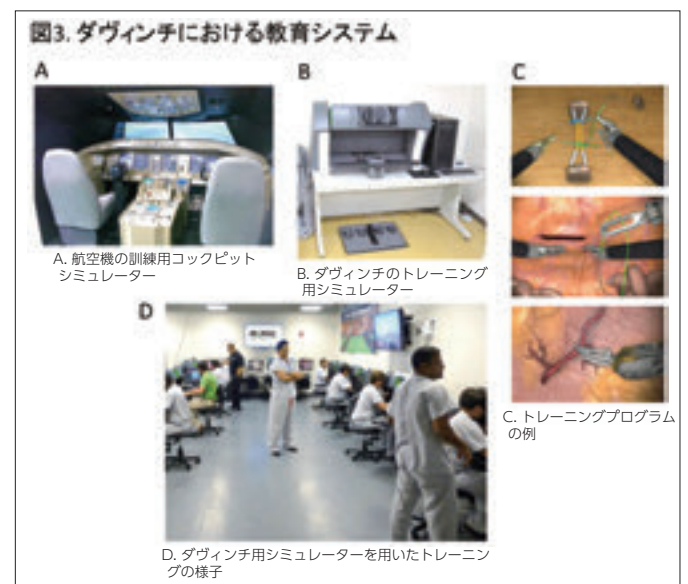 図3. ダヴィンチにおける教育システム
A
B
C
A. 航空機の訓練用コックピット
シミュレーター
B. ダヴィンチのトレーニング
用シミュレーター
D
C. トレーニングプログラム
の例
D. ダヴィンチ用シミュレーターを用いたトレーニン
グの様子